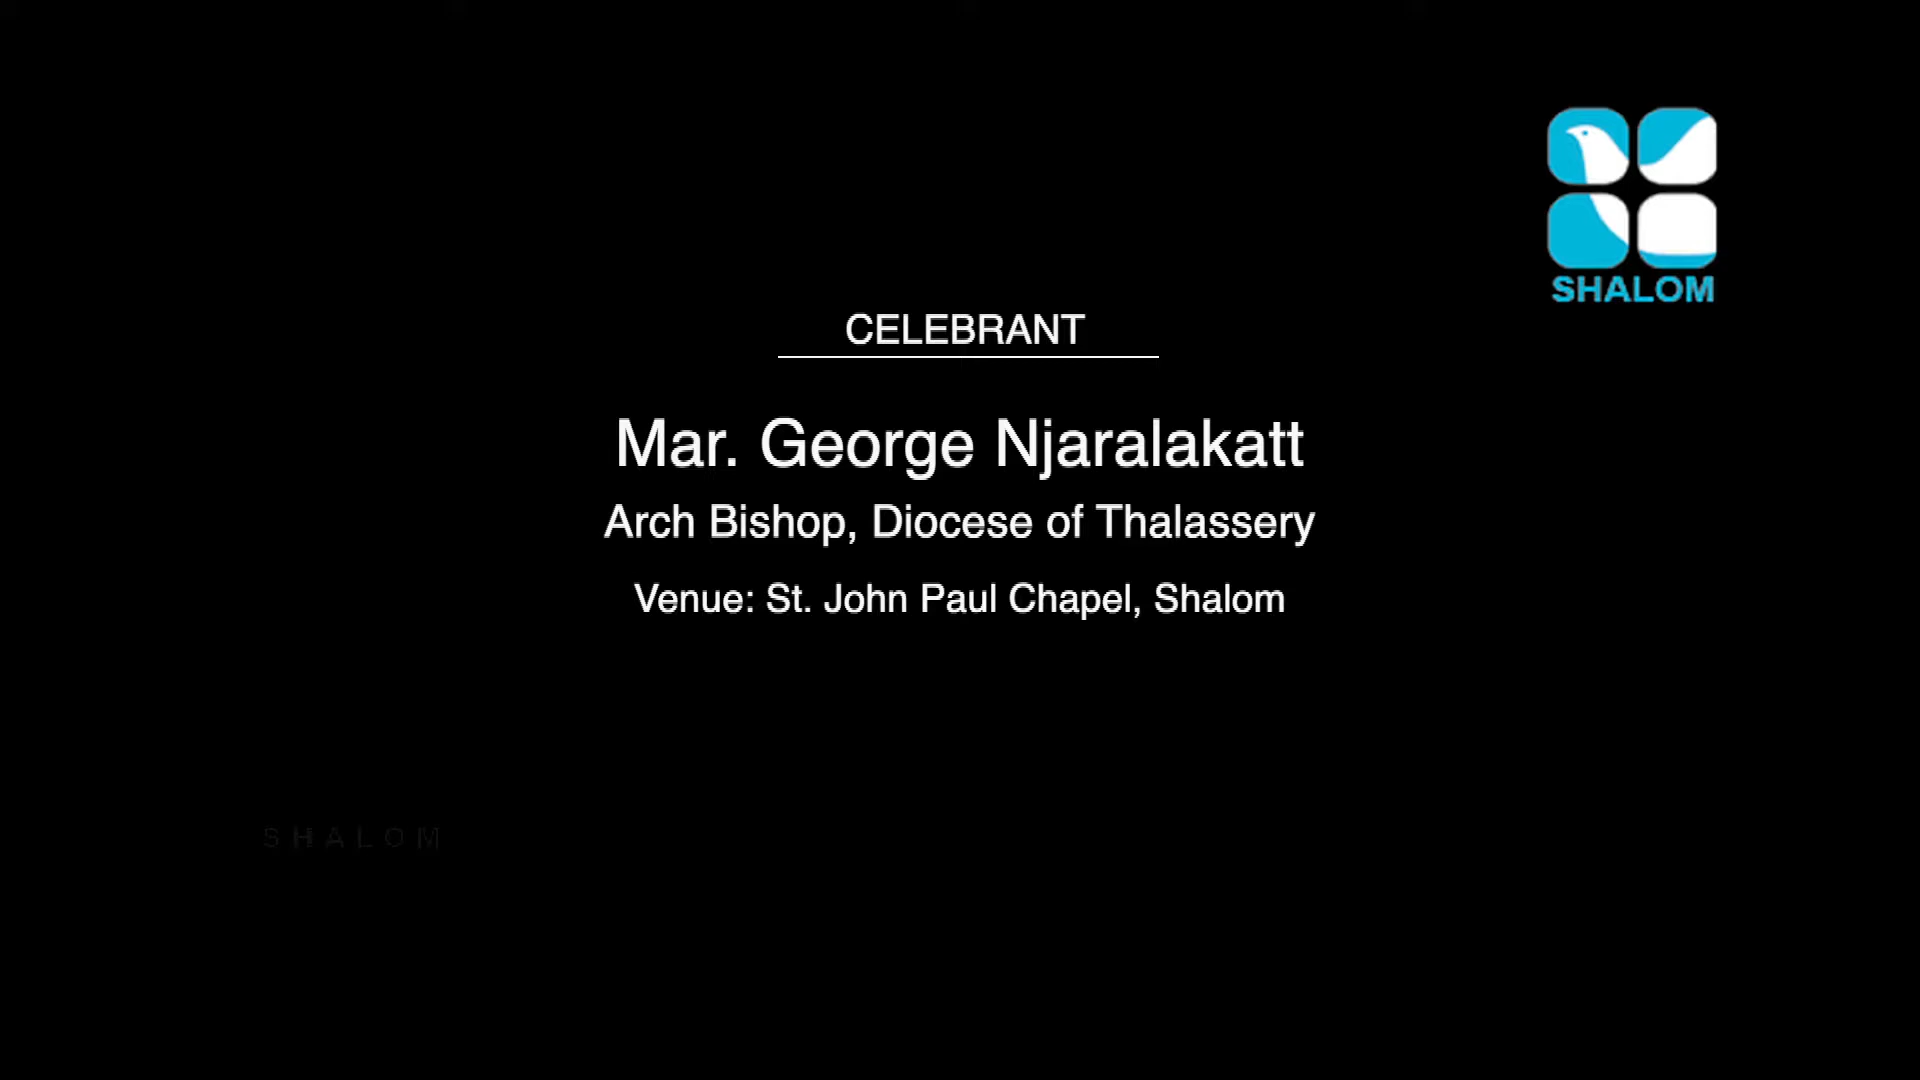 SHALOM
CELEBRANT
Mar. George Njaralakatt
Arch Bishop, Diocese of Thalassery
Venue: St. John Paul Chapel, Shalom
SHALOM